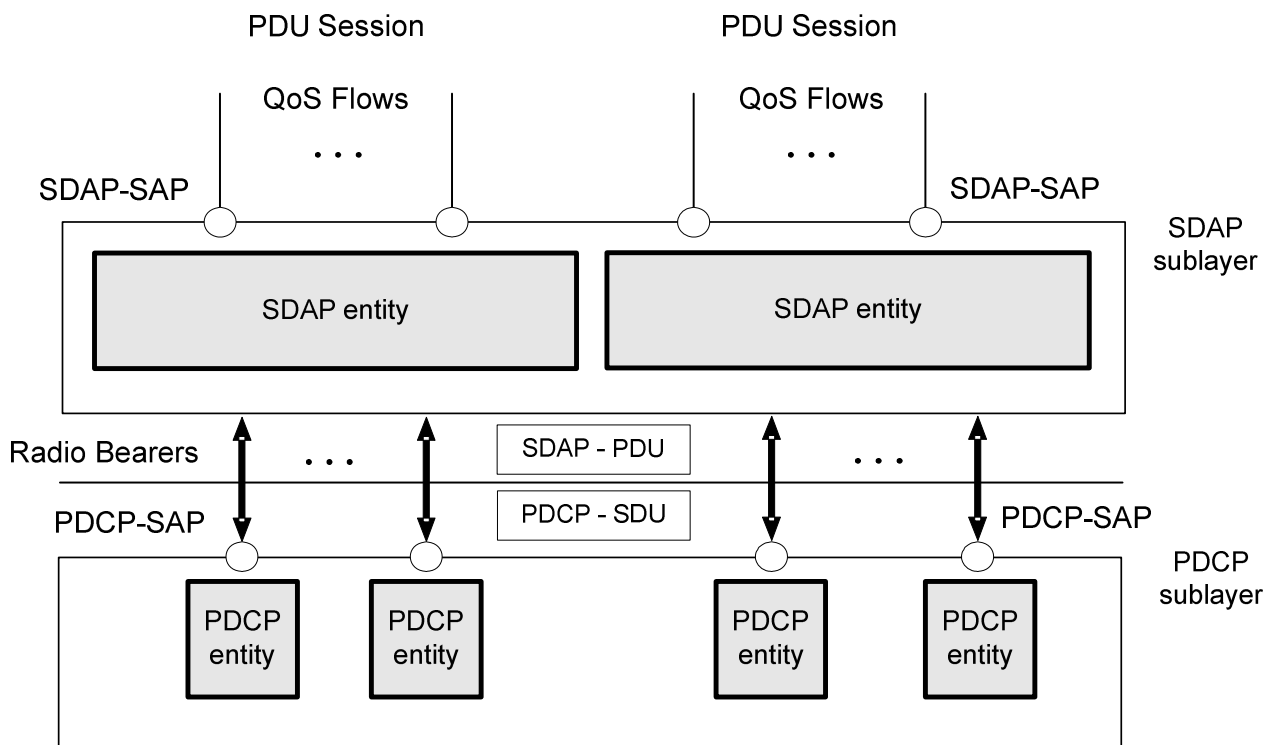 PDU Session
PDU Session
QoS Flows
QoS Flows
. . .
. . .
SDAP-SAP
SDAP-SAP
SDAP
sublayer
SDAP entity
SDAP entity
Radio Bearers
. . .
SDAP - PDU
. . .
PDCP-SAP
PDCP - SDU
PDCP-SAP
PDCP
sublayer
PDCP
entity
PDCP
entity
PDCP
entity
PDCP
entity